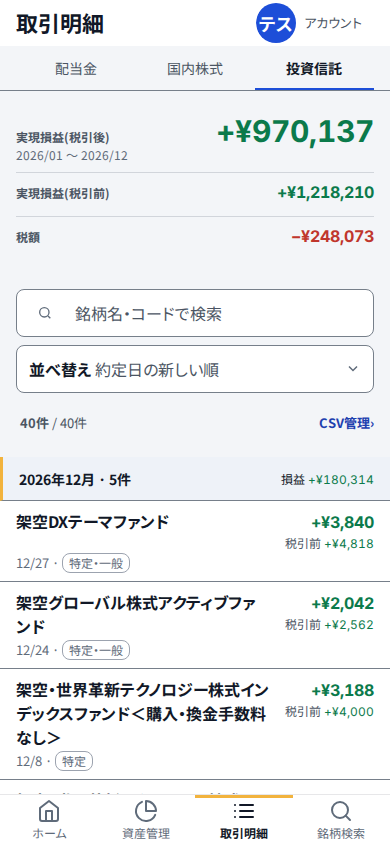 取引明細
テス アカウント
配当金 国内株式 投資信託
実現損益(税引後)
2026/01 〜 2026/12
+¥970,137
実現損益(税引前) +¥1,218,210
税額 −¥248,073
銘柄名・コードで検索
並べ替え 約定日の新しい順
40件 / 40件 CSV管理›
2026年12月・5件 損益 +¥180,314
架空DXテーマファンド +¥3,840
税引前 +¥4,818
12/27・特定・一般
架空グローバル株式アクティブファ
ンド
+¥2,042
税引前 +¥2,562
12/24・特定・一般
架空・世界革新テクノロジー株式イン
デックスファンド＜購入・換金手数料
なし＞
+¥3,188
税引前 +¥4,000
12/8・特定
ホーム 資産管理 取引明細 銘柄検索